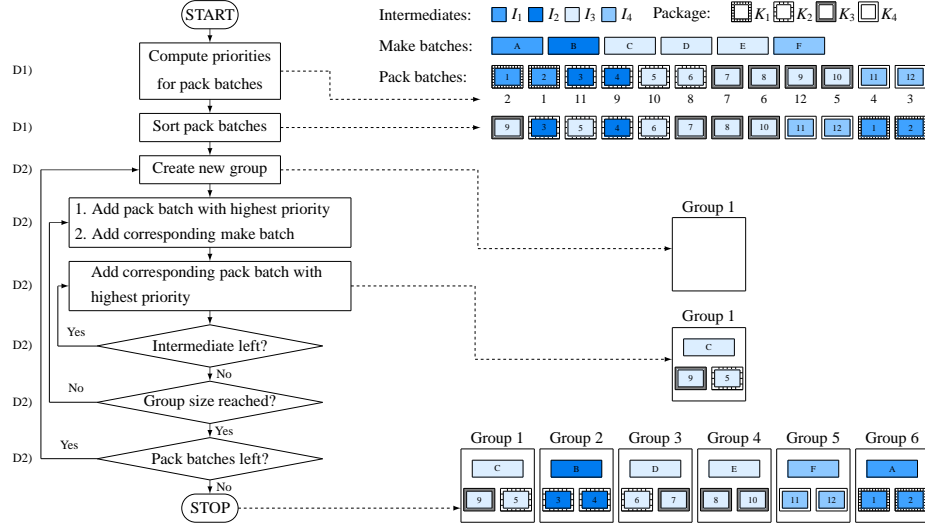 START
Intermediates: I1 I2 I3 I4 Package: K1 K2 K3 K4
Make batches: A B C D E F
D1) Compute priorities
for pack batches
Pack batches: 1 2 3 4 5 6 7 8 9 10 11 12
2 1 11 9 10 8 7 6 12 5 4 3
D1) Sort pack batches
9 3 5 4 6 7 8 10 11 12 1 2
D2) Create new group
D2) 1. Add pack batch with highest priority
2. Add corresponding make batch
Group 1
D2) Add corresponding pack batch with
highest priority
Group 1
C
9 5
Yes
D2) Intermediate left?
No
No
D2) Group size reached?
Yes
Yes
D2) Pack batches left?
No
STOP
Group 1 Group 2 Group 3 Group 4 Group 5 Group 6
C B D E F A
9 5 3 4 6 7 8 10 11 12 1 2